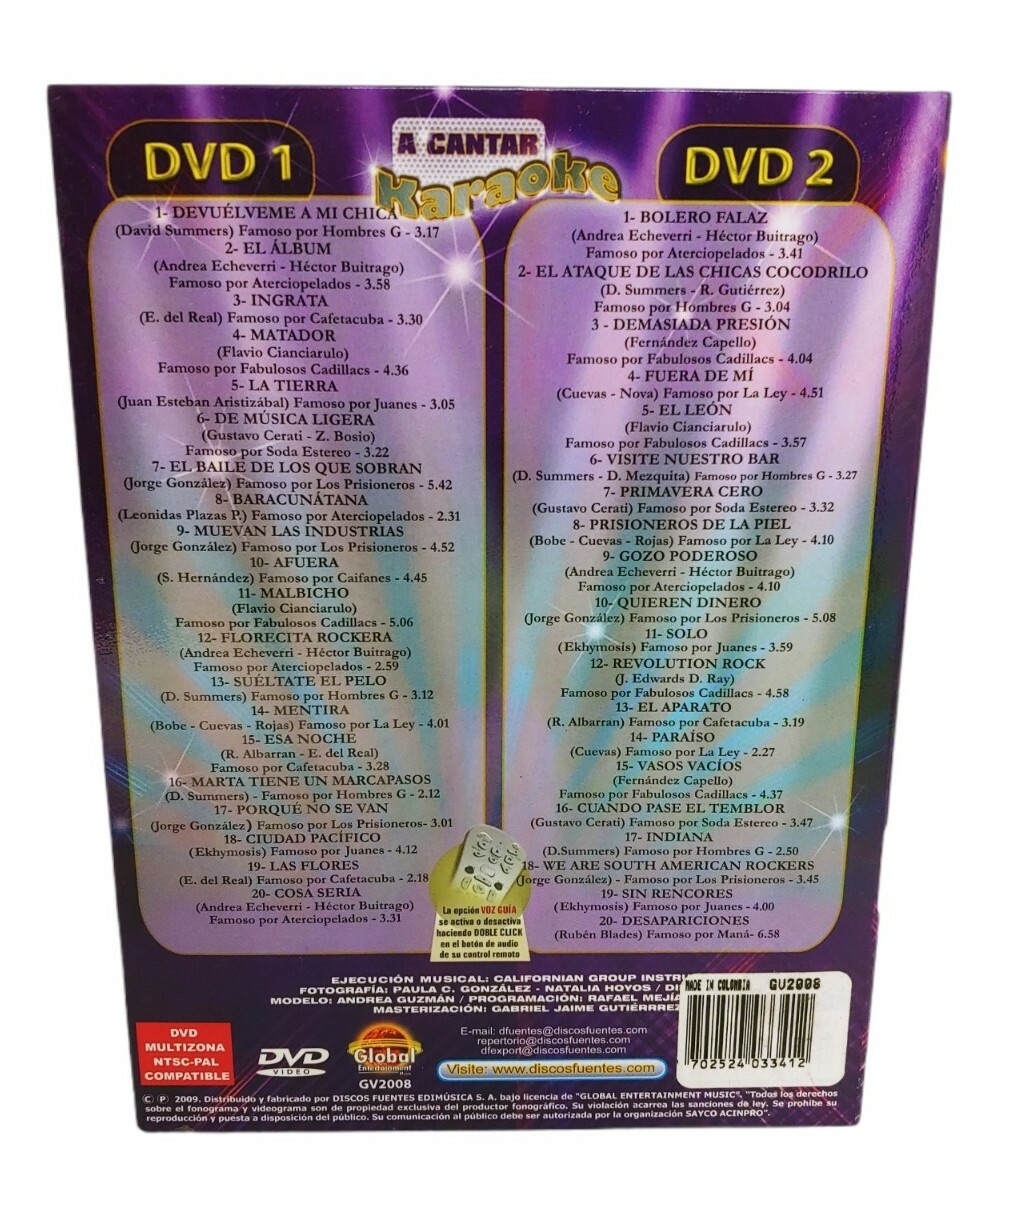 A CANTAR
Karaoke
DVD 1
1- DEVUÉLVEME A MI CHICA
(David Summers) Famoso por Hombres G - 3.17
2- EL ÁLBUM
(Andrea Echeverri - Héctor Buitrago)
Famoso por Aterciopelados - 3.58
3- INGRATA
(E. del Real) Famoso por Cafetacuba - 3.30
4- MATADOR
(Flavio Cianciarulo)
Famoso por Fabulosos Cadillacs - 4.36
5- LA TIERRA
(Juan Esteban Aristizábal) Famoso por Juanes - 3.05
6- DE MÚSICA LIGERA
(Gustavo Cerati - Z. Bosio)
Famoso por Soda Estereo - 3.22
7- EL BAILE DE LOS QUE SOBRAN
(Jorge González) Famoso por Los Prisioneros - 5.42
8- BARACUNÁTANA
(Leonidas Plazas P.) Famoso por Aterciopelados - 2.31
9- MUEVAN LAS INDUSTRIAS
(Jorge González) Famoso por Los Prisioneros - 4.52
10- AFUERA
(S. Hernández) Famoso por Caifanes - 4.45
11- MALBICHO
(Flavio Cianciarulo)
Famoso por Fabulosos Cadillacs - 5.06
12- FLORECITA ROCKERA
(Andrea Echeverri - Héctor Buitrago)
Famoso por Aterciopelados - 2.59
13- SUÉLTATE EL PELO
(D. Summers) Famoso por Hombres G - 3.12
14- MENTIRA
(Bobe - Cuevas - Rojas) Famoso por La Ley - 4.01
15- ESA NOCHE
(R. Albarran - E. del Real)
Famoso por Cafetacuba - 3.28
16- MARTA TIENE UN MARCAPASOS
(D. Summers) - Famoso por Hombres G - 2.12
17- PORQUÉ NO SE VAN
(Jorge González) Famoso por Los Prisioneros- 3.01
18- CIUDAD PACÍFICO
(Ekhymosis) Famoso por Juanes - 4.12
19- LAS FLORES
(E. del Real) Famoso por Cafetacuba - 2.18
20- COSA SERIA
(Andrea Echeverri - Héctor Buitrago)
Famoso por Aterciopelados - 3.31
DVD 2
1- BOLERO FALAZ
(Andrea Echeverri - Héctor Buitrago)
Famoso por Aterciopelados - 3.41
2- EL ATAQUE DE LAS CHICAS COCODRILO
(D. Summers - R. Gutiérrez)
Famoso por Hombres G - 3.04
3 - DEMASIADA PRESIÓN
(Fernández Capello)
Famoso por Fabulosos Cadillacs - 4.04
4- FUERA DE MÍ
(Cuevas - Nova) Famoso por La Ley - 4.51
5- EL LEÓN
(Flavio Cianciarulo)
Famoso por Fabulosos Cadillacs - 3.57
6- VISITE NUESTRO BAR
(D. Summers - D. Mezquita) Famoso por Hombres G - 3.27
7- PRIMAVERA CERO
(Gustavo Cerati) Famoso por Soda Estereo - 3.32
8- PRISIONEROS DE LA PIEL
(Bobe - Cuevas - Rojas) Famoso por La Ley - 4.10
9- GOZO PODEROSO
(Andrea Echeverri - Héctor Buitrago)
Famoso por Aterciopelados - 4.10
10- QUIEREN DINERO
(Jorge González) Famoso por Los Prisioneros - 5.08
11- SOLO
(Ekhymosis) Famoso por Juanes - 3.59
12- REVOLUTION ROCK
(J. Edwards D. Ray)
Famoso por Fabulosos Cadillacs - 4.58
13- EL APARATO
(R. Albarran) Famoso por Cafetacuba - 3.19
14- PARAÍSO
(Cuevas) Famoso por La Ley - 2.27
15- VASOS VACÍOS
(Fernández Capello)
Famoso por Fabulosos Cadillacs - 4.37
16- CUANDO PASE EL TEMBLOR
(Gustavo Cerati) Famoso por Soda Estereo - 3.47
17- INDIANA
(D.Summers) Famoso por Hombres G - 2.50
18- WE ARE SOUTH AMERICAN ROCKERS
Jorge González) - Famoso por Los Prisioneros - 3.45
19- SIN RENCORES
(Ekhymosis) Famoso por Juanes - 4.00
20- DESAPARICIONES
(Rubén Blades) Famoso por Maná- 6.58
La opción VOZ GUÍA
se activa o desactiva
haciendo DOBLE CLICK
en el botón de audio
de su control remoto
EJECUCIÓN MUSICAL: CALIFORNIAN GROUP
FOTOGRAFÍA: PAULA C. GONZÁLEZ - NATALIA HOYOS /
MODELO: ANDREA GUZMÁN / PROGRAMACIÓN: RAFAEL MEJÍA
MASTERIZACIÓN: GABRIEL JAIME
MADE IN COLOMBIA GU2008
702524 033412
DVD
MULTIZONA
NTSC-PAL
COMPATIBLE
DVD
VIDEO
Global
Entertainment
GV2008
E-mail: dfuentes@discosfuentes.com
repertorio@discosfuentes.com
dfexport@discosfuentes.com
Visite: www.discosfuentes.com
© ℗ 2009. Distribuido y fabricado por DISCOS FUENTES EDIMÚSICA S. A. bajo licencia de "GLOBAL ENTERTAINMENT MUSIC". "Todos los derechos
sobre el fonograma y videograma son de propiedad exclusiva del productor fonográfico. Su violación acarrea las sanciones de ley. Se prohibe su
reproducción y puesta a disposición del público. Su comunicación al público debe ser autorizada por la organización SAYCO ACINPRO".